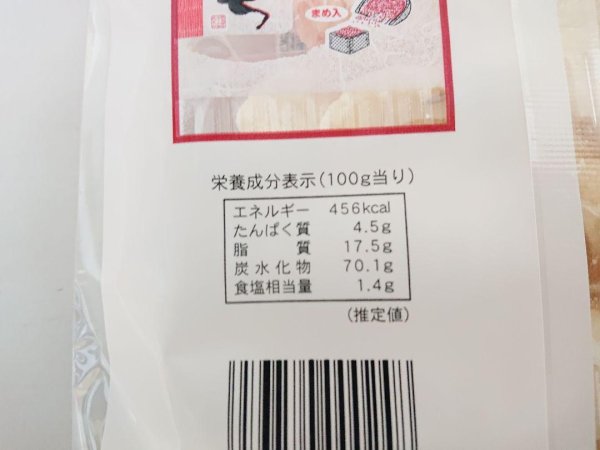 まめ入
栄養成分表示(100g当り)
エネルギー 456kcal
たんぱく質 4.5g
脂 質 17.5g
炭水化物 70.1g
食塩相当量 1.4g
(推定値)